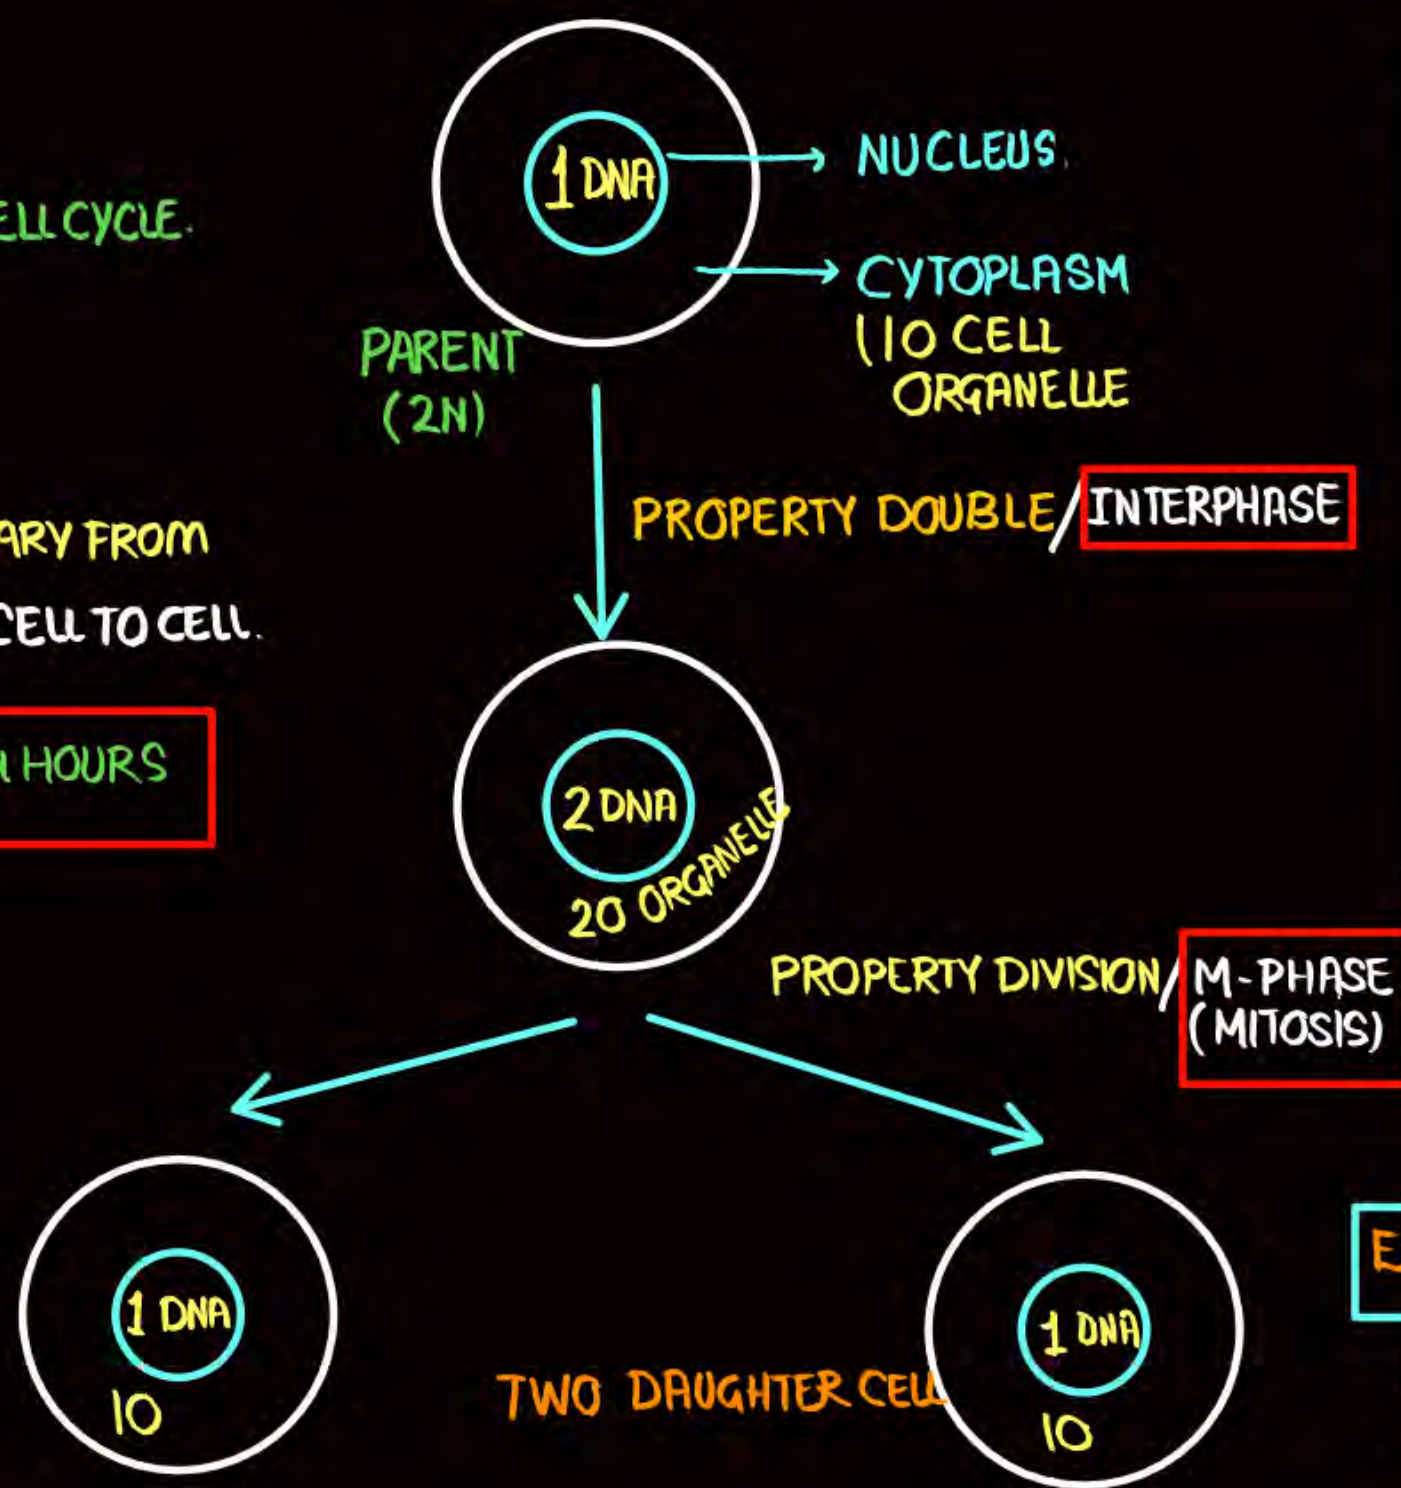 1 DNA
NUCLEUS.
ELL CYCLE.
CYTOPLASM
(10 CELL
ORGANELLE
PARENT
(2N)
PROPERTY DOUBLE / INTERPHASE
ARY FROM
CELL TO CELL.
HOURS
2 DNA
20 ORGANELLE
PROPERTY DIVISION / M-PHASE
(MITOSIS)
E
1 DNA
10
TWO DAUGHTER CELL
1 DNA
10